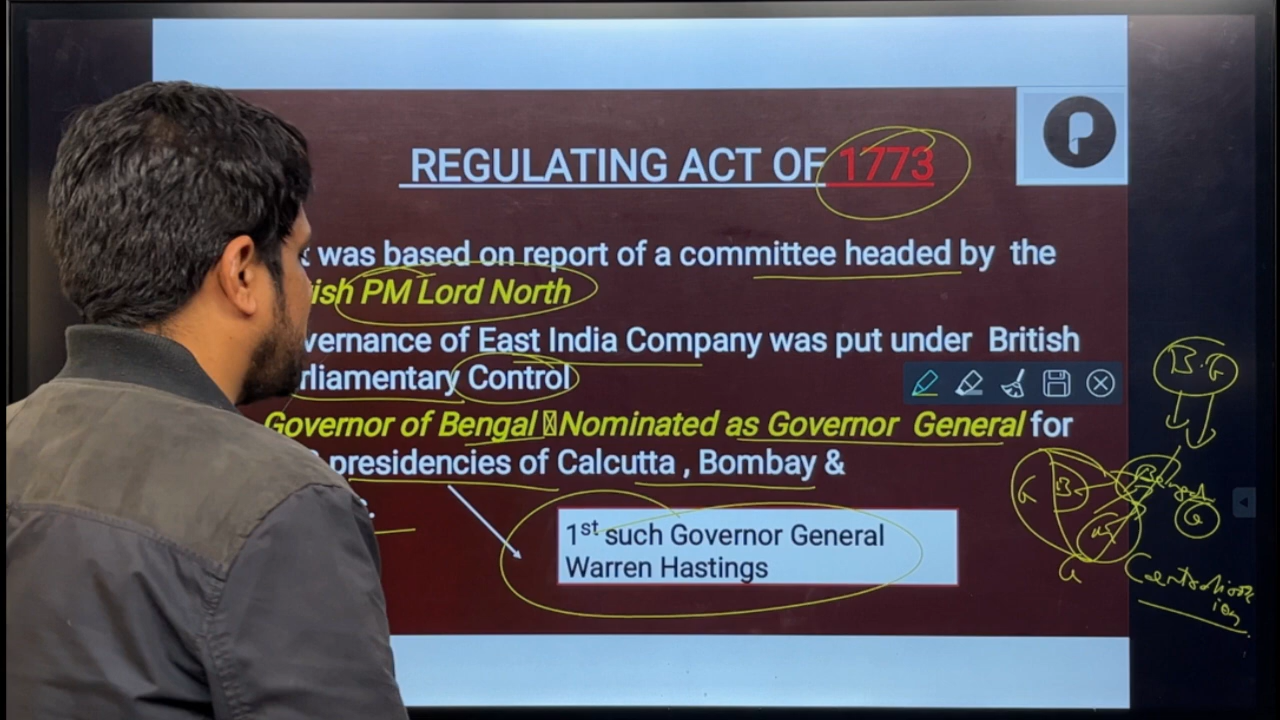 REGULATING ACT OF 1773
was based on report of a committee headed by the
ish PM Lord North
vernance of East India Company was put under British
rliamentary Control
Governor of Bengal Nominated as Governor General for
presidencies of Calcutta , Bombay &
1st such Governor General
Warren Hastings
B.G
B
Bengal
G